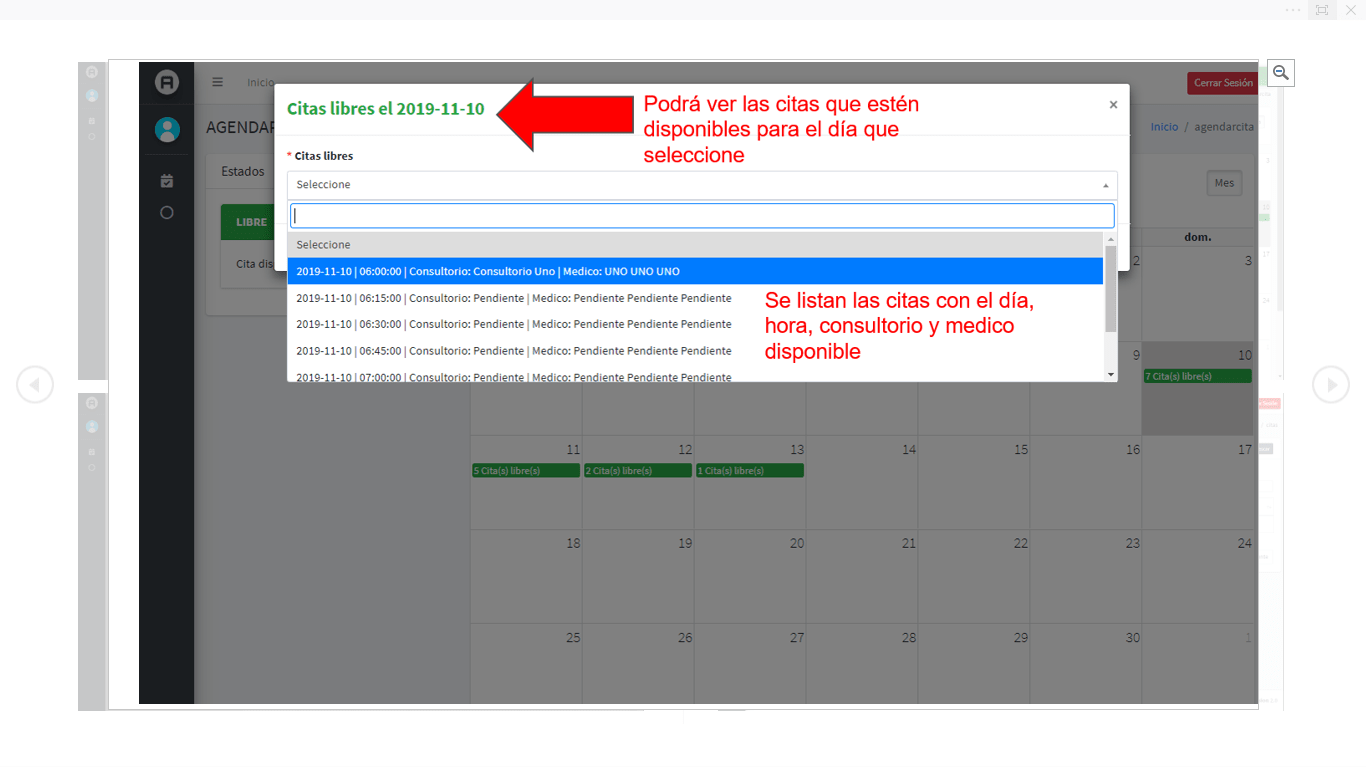 Inicio
Cerrar Sesión
Citas libres el 2019-11-10
×
Podrá ver las citas que estén
disponibles para el día que
seleccione
Inicio / agendarcita
* Citas libres
Estados
Seleccione
Mes
LIBRE
Seleccione
dom.
2019-11-10 | 06:00:00 | Consultorio: Consultorio Uno | Medico: UNO UNO UNO
2 3
2019-11-10 | 06:15:00 | Consultorio: Pendiente | Medico: Pendiente Pendiente Pendiente
2019-11-10 | 06:30:00 | Consultorio: Pendiente | Medico: Pendiente Pendiente Pendiente
2019-11-10 | 06:45:00 | Consultorio: Pendiente | Medico: Pendiente Pendiente Pendiente
2019-11-10 | 07:00:00 | Consultorio: Pendiente | Medico: Pendiente Pendiente Pendiente
Se listan las citas con el día,
hora, consultorio y medico
disponible
9 10
7 Cita(s) libre(s)
11 12 13 14 15 16 17
5 Cita(s) libre(s) 2 Cita(s) libre(s) 1 Cita(s) libre(s)
18 19 20 21 22 23 24
25 26 27 28 29 30 1